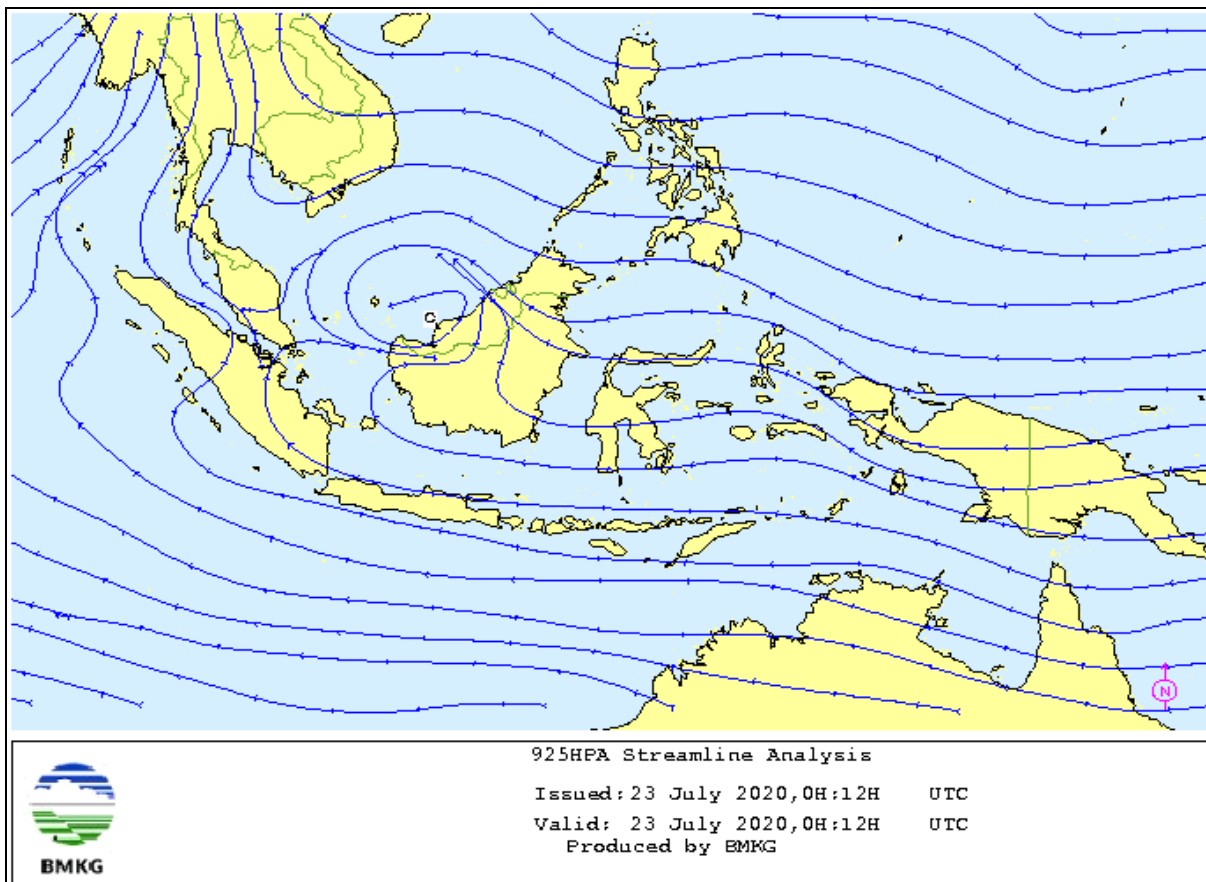 C
N
925HPA Streamline Analysis
Issued:23 July 2020,0H:12H UTC
Valid: 23 July 2020,0H:12H UTC
Produced by BMKG
BMKG